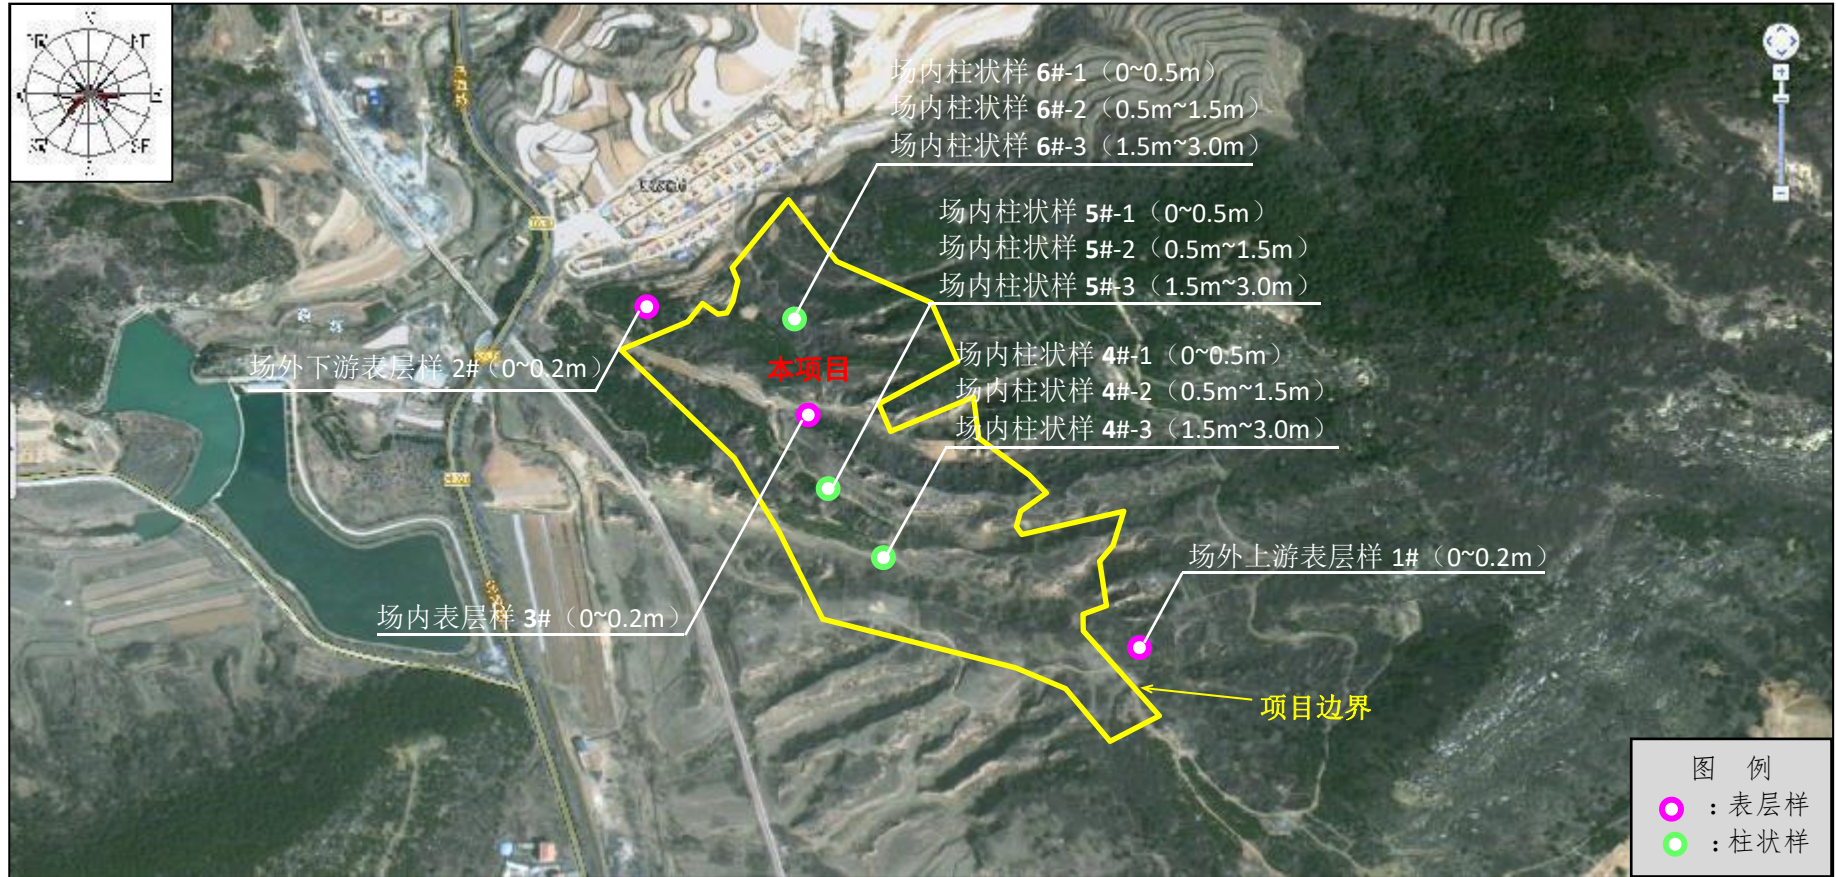 场内柱状样 6#-1（0~0.5m）
场内柱状样 6#-2（0.5m~1.5m）
场内柱状样 6#-3（1.5m~3.0m）
场内柱状样 5#-1（0~0.5m）
场内柱状样 5#-2（0.5m~1.5m）
场内柱状样 5#-3（1.5m~3.0m）
场外下游表层样 2#（0~0.2m）
本项目
场内柱状样 4#-1（0~0.5m）
场内柱状样 4#-2（0.5m~1.5m）
场内柱状样 4#-3（1.5m~3.0m）
场外上游表层样 1#（0~0.2m）
场内表层样 3#（0~0.2m）
项目边界
图 例
：表层样
：柱状样